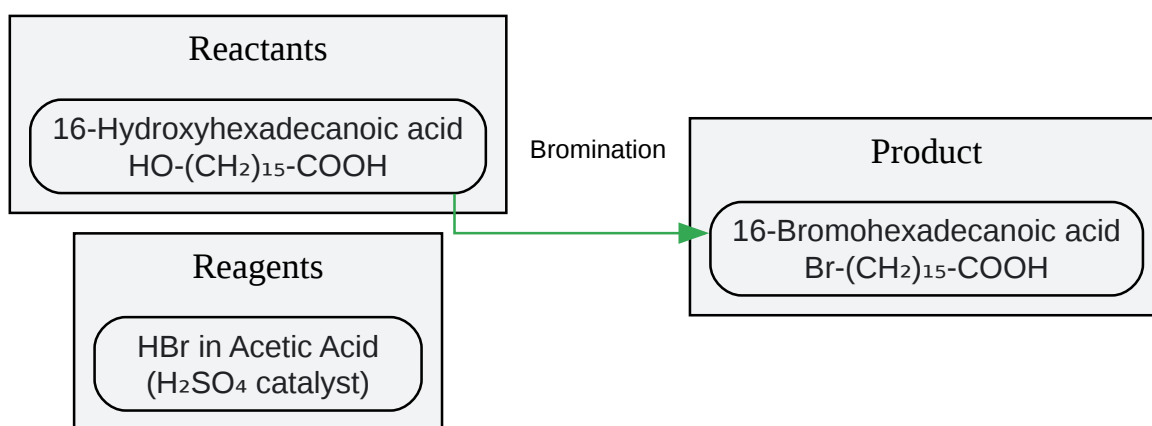 Reactants
16-Hydroxyhexadecanoic acid
HO-(CH₂)₁₅-COOH
Bromination
Product
16-Bromohexadecanoic acid
Br-(CH₂)₁₅-COOH
Reagents
HBr in Acetic Acid
(H₂SO₄ catalyst)